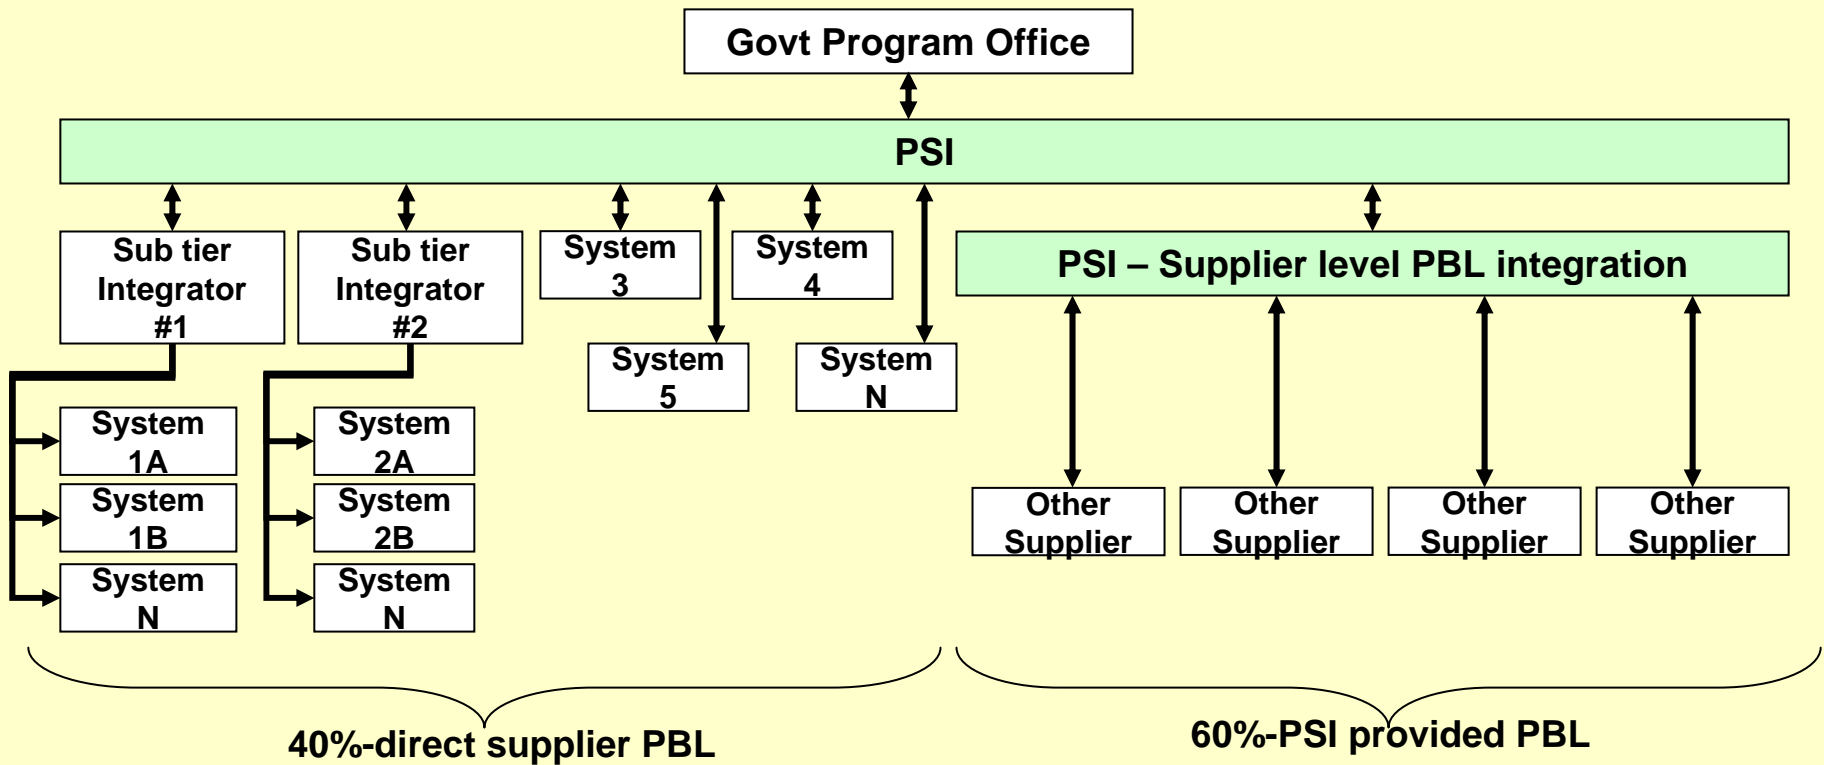 Govt Program Office
PSI
Sub tier
Integrator
#1
Sub tier
Integrator
#2
System
3
System
4
PSI – Supplier level PBL integration
System
5
System
N
System
1A
System
2A
System
1B
System
2B
System
N
System
N
Other
Supplier
Other
Supplier
Other
Supplier
Other
Supplier
40%-direct supplier PBL
60%-PSI provided PBL